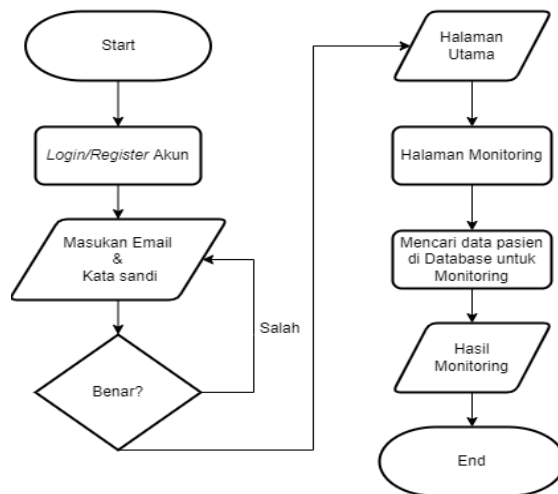 Start
Login/Register Akun
Masukan Email
&
Kata sandi
Salah
Benar?
Halaman
Utama
Halaman Monitoring
Mencari data pasien
di Database untuk
Monitoring
Hasil
Monitoring
End